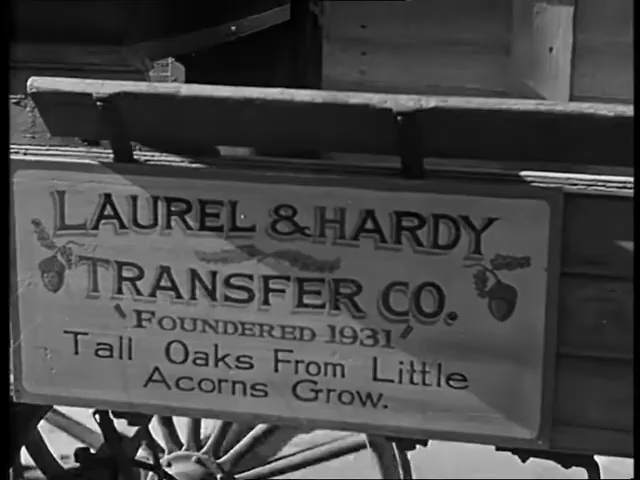 LAUREL & HARDY
TRANSFER CO.
"FOUNDERED 1931"
Tall Oaks From Little
Acorns Grow.